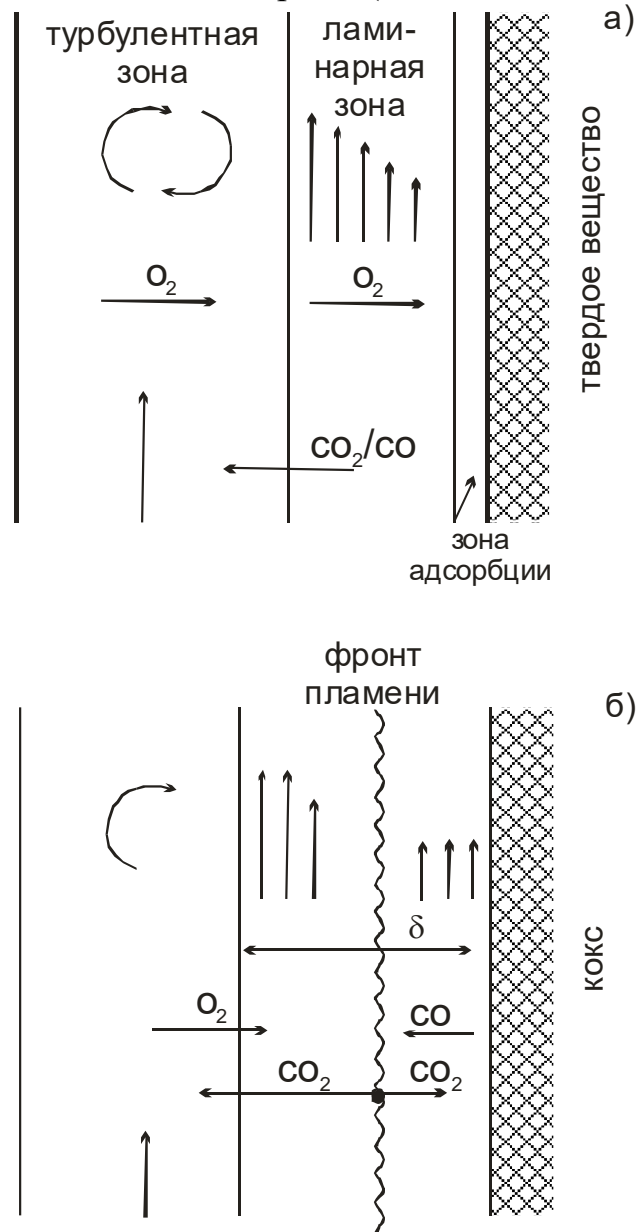 турбулентная
зона
лами-
нарная
зона
а)
твердое вещество
O₂
O₂
CO₂/CO
зона
адсорбции
фронт
пламени
б)
δ
кокс
O₂
CO
CO₂
CO₂